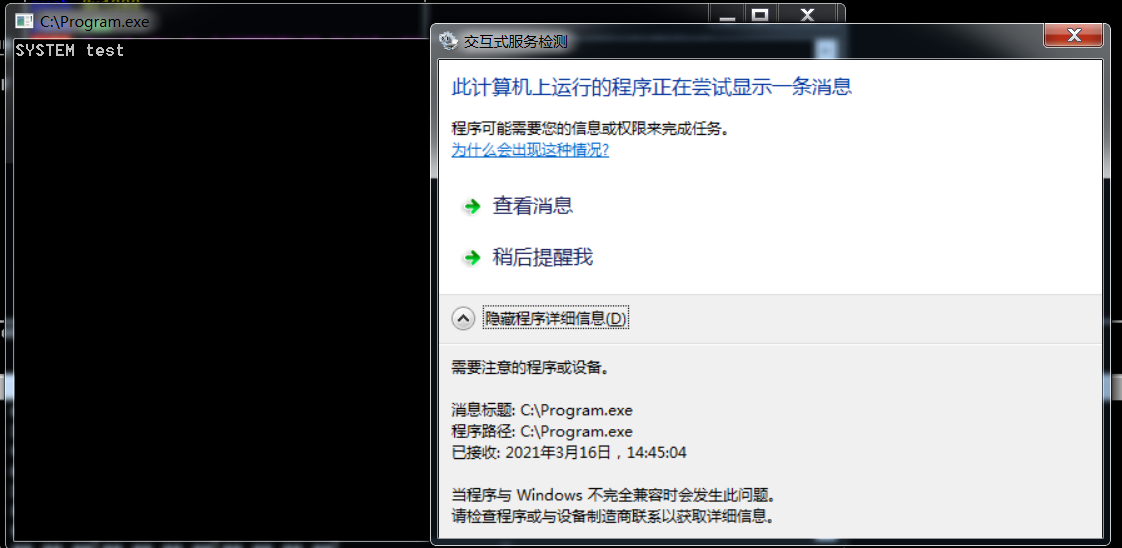 C:\Program.exe
SYSTEM test
交互式服务检测
此计算机上运行的程序正在尝试显示一条消息
程序可能需要您的信息或权限来完成任务。
为什么会出现这种情况?
查看消息
稍后提醒我
隐藏程序详细信息(D)
需要注意的程序或设备。
消息标题: C:\Program.exe
程序路径: C:\Program.exe
已接收: 2021年3月16日，14:45:04
当程序与 Windows 不完全兼容时会发生此问题。
请检查程序或与设备制造商联系以获取详细信息。